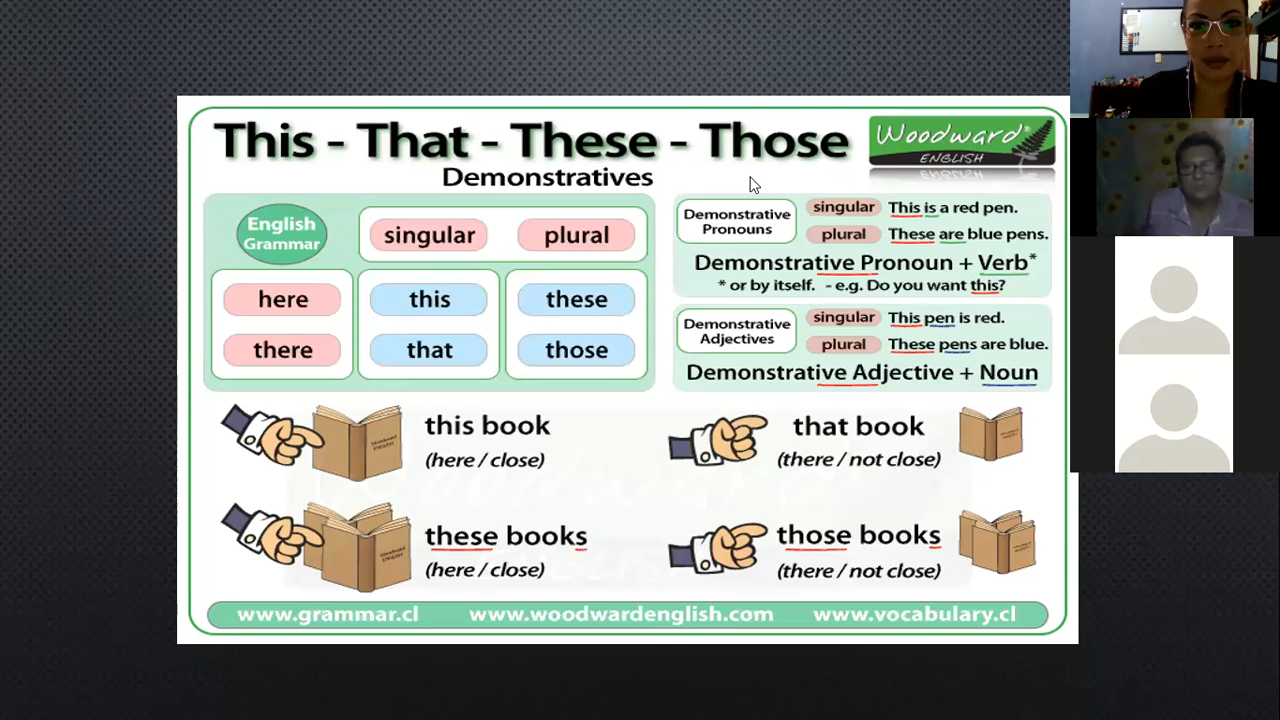 This - That - These - Those
Demonstratives
Woodward®
ENGLISH
English
Grammar
singular
plural
here
this
these
there
that
those
Demonstrative
Pronouns
singular
This is a red pen.
plural
These are blue pens.
Demonstrative Pronoun + Verb*
* or by itself. - e.g. Do you want this?
Demonstrative
Adjectives
singular
This pen is red.
plural
These pens are blue.
Demonstrative Adjective + Noun
this book
(here / close)
that book
(there / not close)
these books
(here / close)
those books
(there / not close)
www.grammar.cl
www.woodwardenglish.com
www.vocabulary.cl